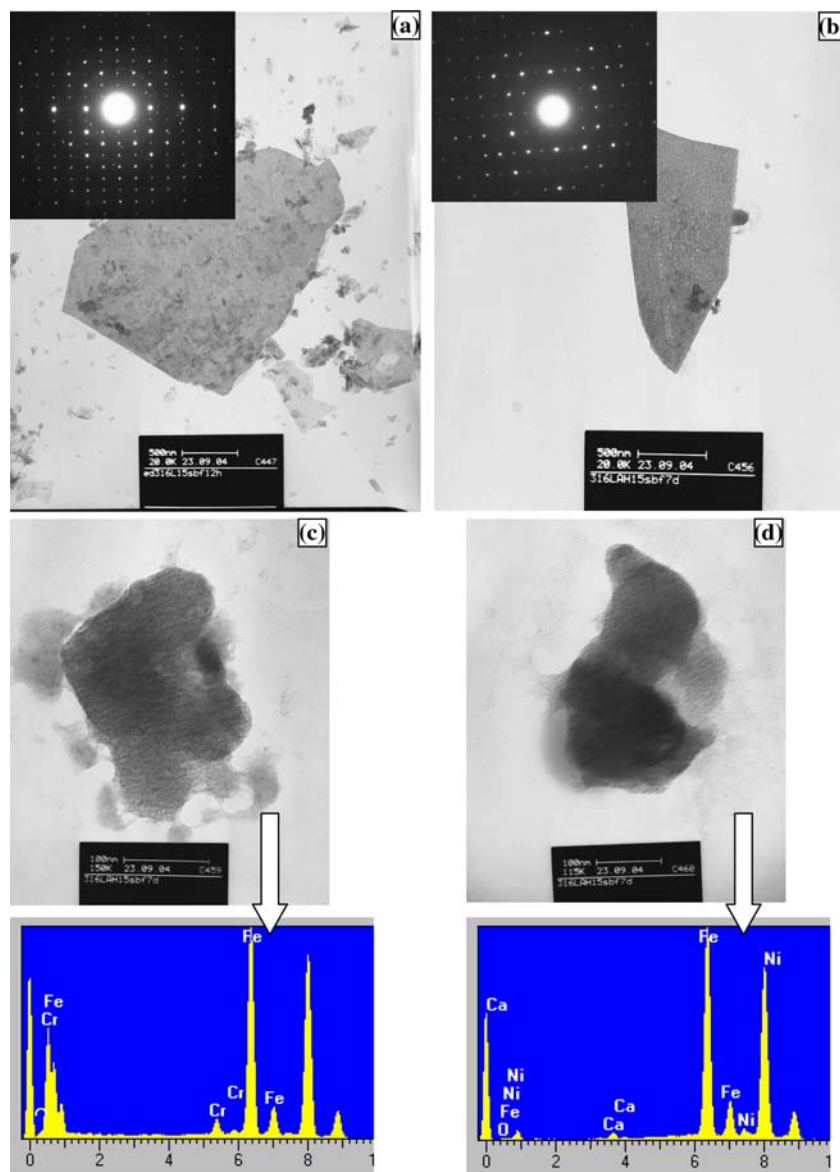 (a)
500nm
20.0K 23.09.04 C447
ed316L15sbf12h
(b)
500nm
20.0K 23.09.04 C456
316LAH15sbf7d
(c)
100nm
150K 23.09.04 C459
316LAH15sbf7d
(d)
100nm
115K 23.09.04 C460
316LAH15sbf7d
Fe
Fe
Cr
Cr
Cr
Fe
0 2 4 6 8 1
Fe
Ni
Ca
Ni
Ni
Fe
O
Ca
Ca
Fe
Ni
0 2 4 6 8 1